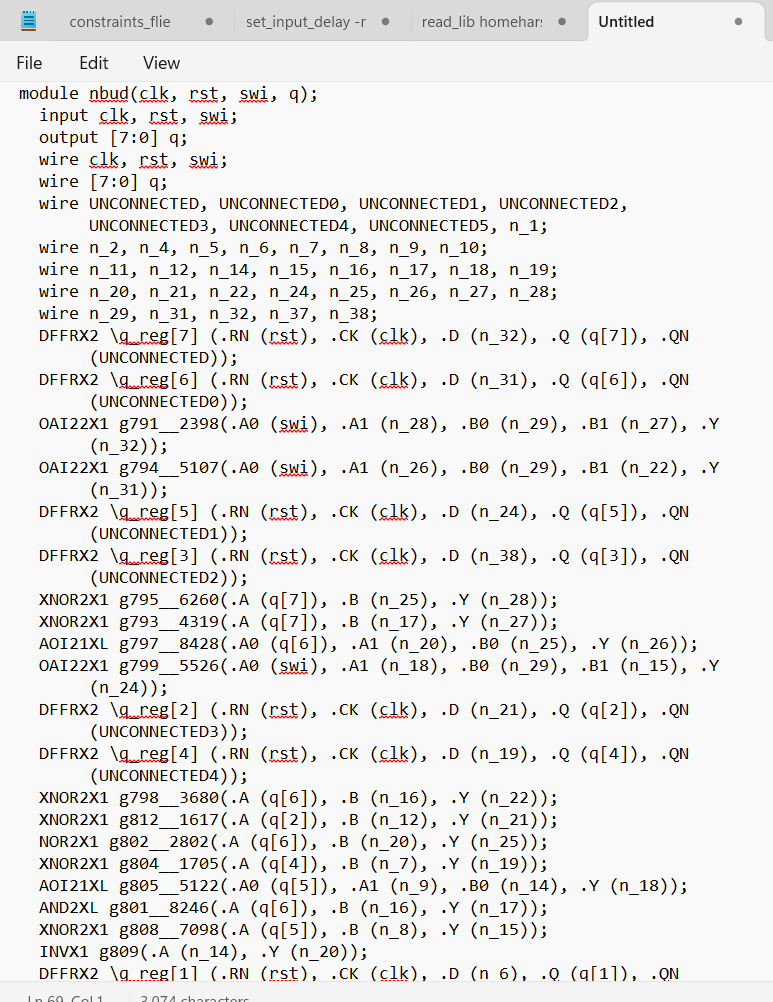 constraints_flie
set_input_delay -r
read_lib homehar
Untitled
File Edit View
module nbud(clk, rst, swi, q);
  input clk, rst, swi;
  output [7:0] q;
  wire clk, rst, swi;
  wire [7:0] q;
  wire UNCONNECTED, UNCONNECTED0, UNCONNECTED1, UNCONNECTED2,
       UNCONNECTED3, UNCONNECTED4, UNCONNECTED5, n_1;
  wire n_2, n_4, n_5, n_6, n_7, n_8, n_9, n_10;
  wire n_11, n_12, n_14, n_15, n_16, n_17, n_18, n_19;
  wire n_20, n_21, n_22, n_24, n_25, n_26, n_27, n_28;
  wire n_29, n_31, n_32, n_37, n_38;
  DFFRX2 \q_reg[7] (.RN (rst), .CK (clk), .D (n_32), .Q (q[7]), .QN
       (UNCONNECTED));
  DFFRX2 \q_reg[6] (.RN (rst), .CK (clk), .D (n_31), .Q (q[6]), .QN
       (UNCONNECTED0));
  OAI22X1 g791__2398(.A0 (swi), .A1 (n_28), .B0 (n_29), .B1 (n_27), .Y
       (n_32));
  OAI22X1 g794__5107(.A0 (swi), .A1 (n_26), .B0 (n_29), .B1 (n_22), .Y
       (n_31));
  DFFRX2 \q_reg[5] (.RN (rst), .CK (clk), .D (n_24), .Q (q[5]), .QN
       (UNCONNECTED1));
  DFFRX2 \q_reg[3] (.RN (rst), .CK (clk), .D (n_38), .Q (q[3]), .QN
       (UNCONNECTED2));
  XNOR2X1 g795__6260(.A (q[7]), .B (n_25), .Y (n_28));
  XNOR2X1 g793__4319(.A (q[7]), .B (n_17), .Y (n_27));
  AOI21XL g797__8428(.A0 (q[6]), .A1 (n_20), .B0 (n_25), .Y (n_26));
  OAI22X1 g799__5526(.A0 (swi), .A1 (n_18), .B0 (n_29), .B1 (n_15), .Y
       (n_24));
  DFFRX2 \q_reg[2] (.RN (rst), .CK (clk), .D (n_21), .Q (q[2]), .QN
       (UNCONNECTED3));
  DFFRX2 \q_reg[4] (.RN (rst), .CK (clk), .D (n_19), .Q (q[4]), .QN
       (UNCONNECTED4));
  XNOR2X1 g798__3680(.A (q[6]), .B (n_16), .Y (n_22));
  XNOR2X1 g812__1617(.A (q[2]), .B (n_12), .Y (n_21));
  NOR2X1 g802__2802(.A (q[6]), .B (n_20), .Y (n_25));
  XNOR2X1 g804__1705(.A (q[4]), .B (n_7), .Y (n_19));
  AOI21XL g805__5122(.A0 (q[5]), .A1 (n_9), .B0 (n_14), .Y (n_18));
  AND2XL g801__8246(.A (q[6]), .B (n_16), .Y (n_17));
  XNOR2X1 g808__7098(.A (q[5]), .B (n_8), .Y (n_15));
  INVX1 g809(.A (n_14), .Y (n_20));
  DFFRX2 \q_reg[1] (.RN (rst), .CK (clk), .D (n_6), .Q (q[1]), .QN
Ln 69, Col 1 3,074 characters